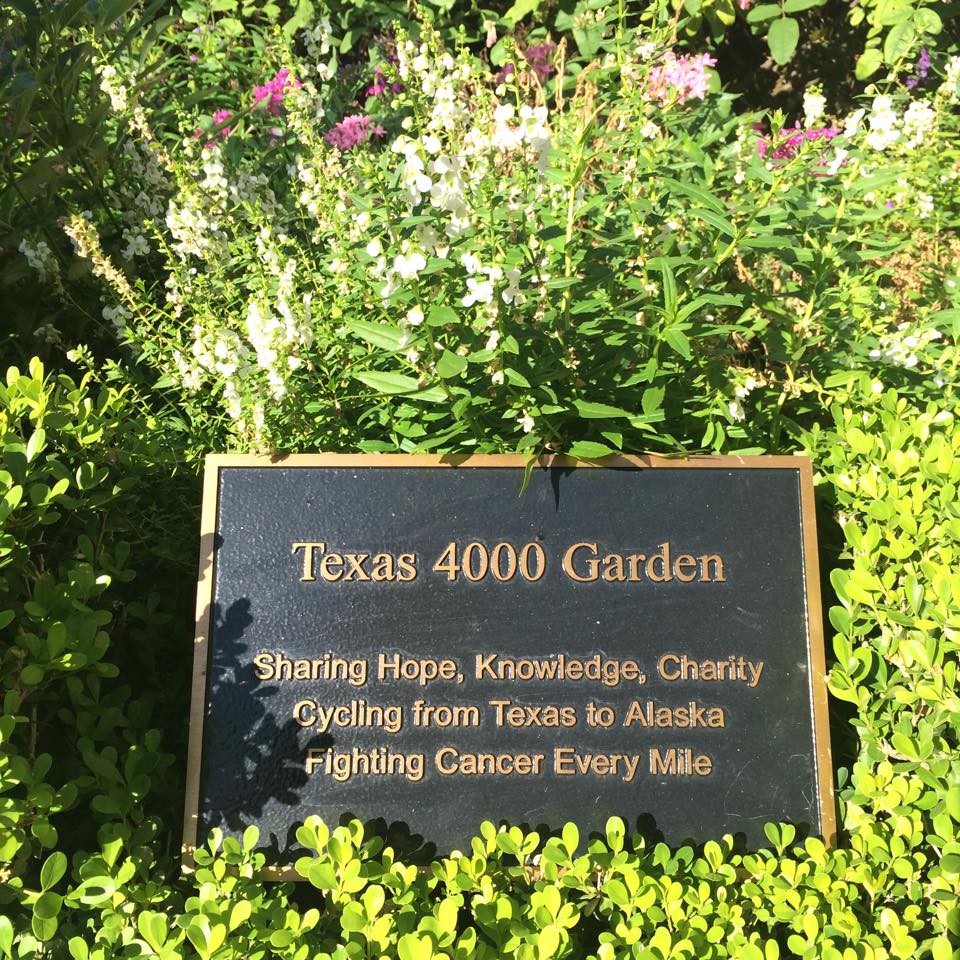 Texas 4000 Garden
Sharing Hope, Knowledge, Charity
Cycling from Texas to Alaska
Fighting Cancer Every Mile